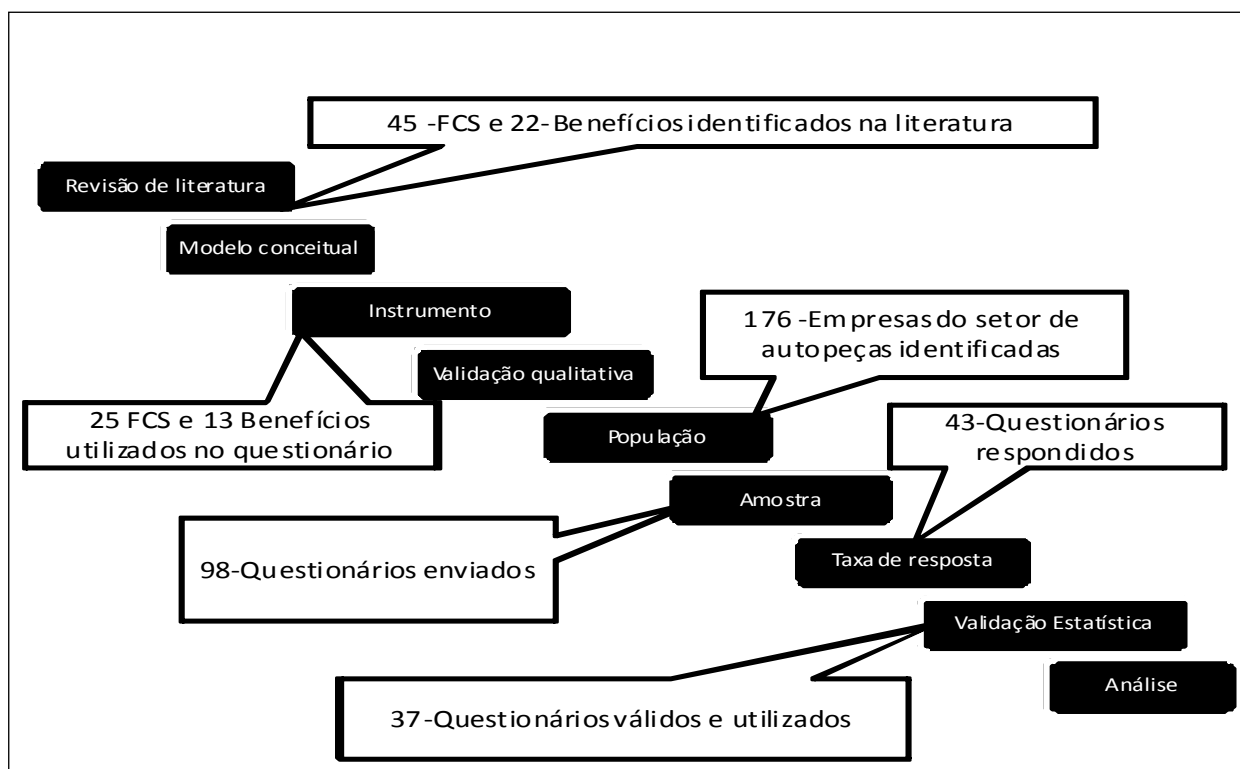 45 -FCS e 22-Benefícios identificados na literatura
Revisão de literatura
Modelo conceitual
Instrumento
176 -Empresas do setor de
autopeças identificadas
Validação qualitativa
25 FCS e 13 Benefícios
utilizados no questionário
População
43-Questionários
respondidos
Amostra
98-Questionários enviados
Taxa de resposta
Validação Estatística
Análise
37-Questionários válidos e utilizados